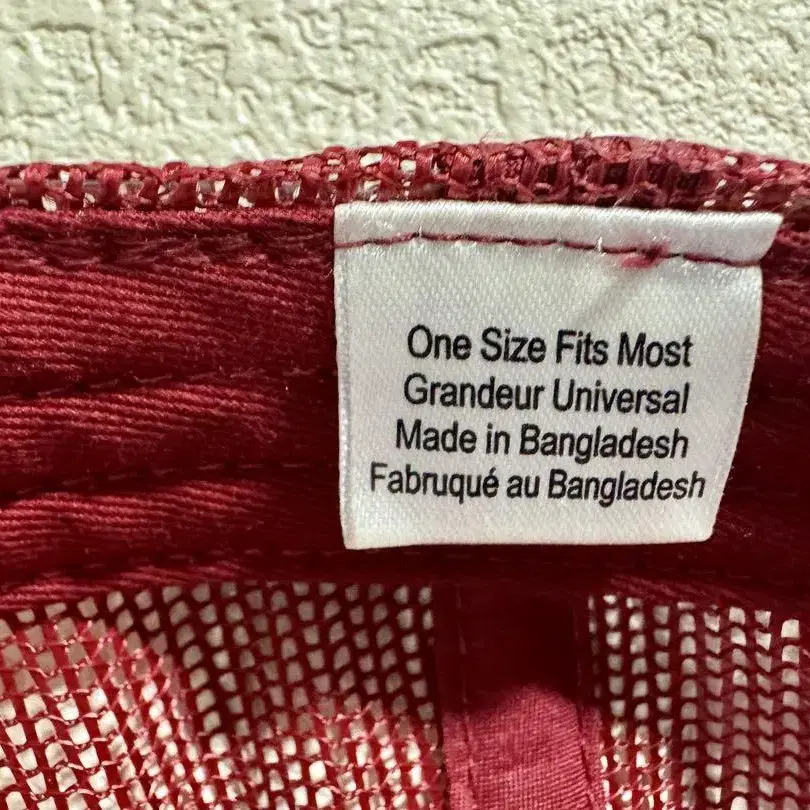 One Size Fits Most
Grandeur Universal
Made in Bangladesh
Fabruqué au Bangladesh